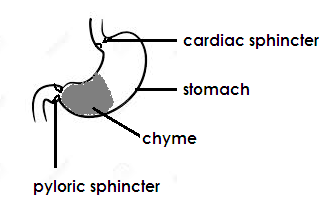 cardiac sphincter
stomach
chyme
pyloric sphincter